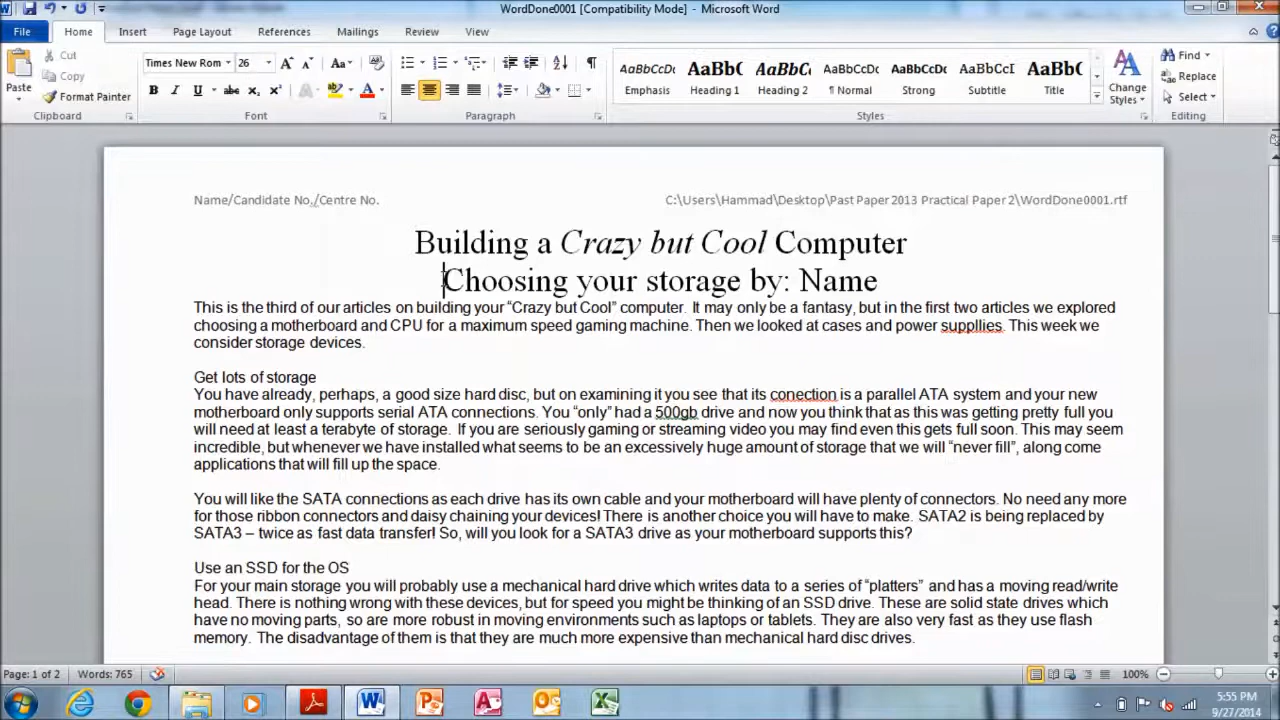 WordDone0001 [Compatibility Mode] - Microsoft Word
File Home Insert Page Layout References Mailings Review View
Paste Cut Copy Format Painter Clipboard
Times New Rom 26 Font
Paragraph
AaBbCcDc Emphasis AaBb( Heading 1 AaBbC Heading 2 AaBbCcDc ¶ Normal AaBbCcDc Strong AaBbCcI Subtitle AaBb( Title Change Styles Styles
Find Replace Select Editing
Name/Candidate No./Centre No. C:\Users\Hammad\Desktop\Past Paper 2013 Practical Paper 2\WordDone0001.rtf
Building a Crazy but Cool Computer
Choosing your storage by: Name
This is the third of our articles on building your “Crazy but Cool” computer. It may only be a fantasy, but in the first two articles we explored
choosing a motherboard and CPU for a maximum speed gaming machine. Then we looked at cases and power suppllies. This week we
consider storage devices.
Get lots of storage
You have already, perhaps, a good size hard disc, but on examining it you see that its conection is a parallel ATA system and your new
motherboard only supports serial ATA connections. You “only” had a 500gb drive and now you think that as this was getting pretty full you
will need at least a terabyte of storage. If you are seriously gaming or streaming video you may find even this gets full soon. This may seem
incredible, but whenever we have installed what seems to be an excessively huge amount of storage that we will “never fill”, along come
applications that will fill up the space.
You will like the SATA connections as each drive has its own cable and your motherboard will have plenty of connectors. No need any more
for those ribbon connectors and daisy chaining your devices! There is another choice you will have to make. SATA2 is being replaced by
SATA3 – twice as fast data transfer! So, will you look for a SATA3 drive as your motherboard supports this?
Use an SSD for the OS
For your main storage you will probably use a mechanical hard drive which writes data to a series of “platters” and has a moving read/write
head. There is nothing wrong with these devices, but for speed you might be thinking of an SSD drive. These are solid state drives which
have no moving parts, so are more robust in moving environments such as laptops or tablets. They are also very fast as they use flash
memory. The disadvantage of them is that they are much more expensive than mechanical hard disc drives.
Page: 1 of 2 Words: 765 100%
5:55 PM
9/27/2014